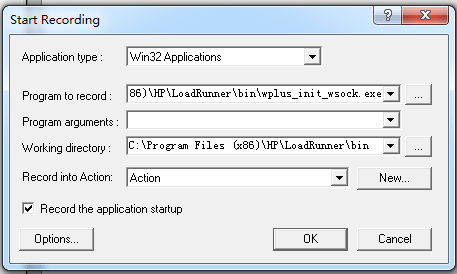 Start Recording
Application type :
Win32 Applications
Program to record :
86)\HP\LoadRunner\bin\wplus_init_wsock.exe
...
Program arguments :
Working directory :
C:\Program Files (x86)\HP\LoadRunner\bin
...
Record into Action:
Action
New...
Record the application startup
Options...
OK
Cancel